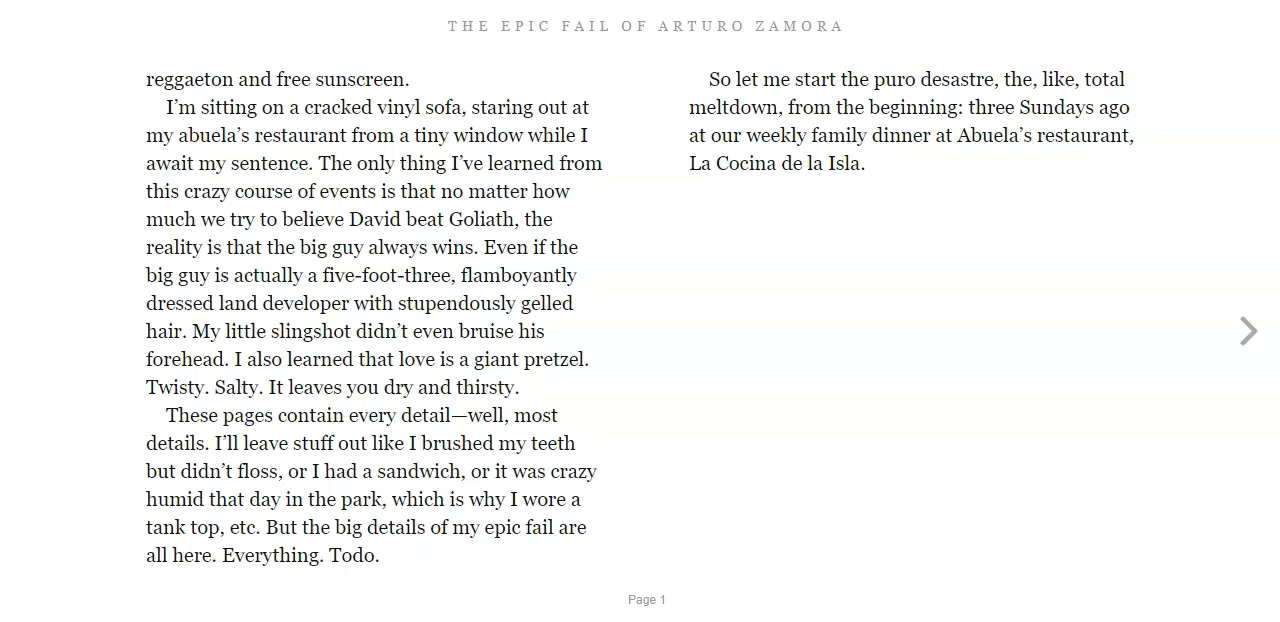 THE EPIC FAIL OF ARTURO ZAMORA
reggaeton and free sunscreen.
I’m sitting on a cracked vinyl sofa, staring out at
my abuela’s restaurant from a tiny window while I
await my sentence. The only thing I’ve learned from
this crazy course of events is that no matter how
much we try to believe David beat Goliath, the
reality is that the big guy always wins. Even if the
big guy is actually a five-foot-three, flamboyantly
dressed land developer with stupendously gelled
hair. My little slingshot didn’t even bruise his
forehead. I also learned that love is a giant pretzel.
Twisty. Salty. It leaves you dry and thirsty.
These pages contain every detail—well, most
details. I’ll leave stuff out like I brushed my teeth
but didn’t floss, or I had a sandwich, or it was crazy
humid that day in the park, which is why I wore a
tank top, etc. But the big details of my epic fail are
all here. Everything. Todo.
So let me start the puro desastre, the, like, total
meltdown, from the beginning: three Sundays ago
at our weekly family dinner at Abuela’s restaurant,
La Cocina de la Isla.
Page 1